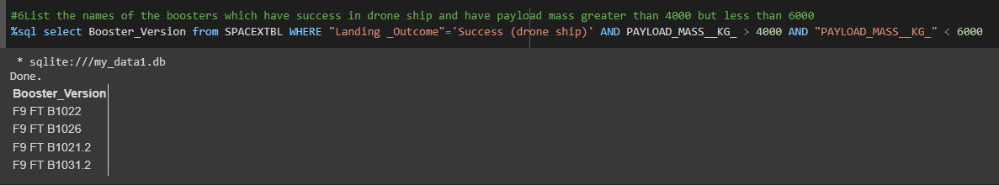 #6List the names of the boosters which have success in drone ship and have payload mass greater than 4000 but less than 6000
%sql select Booster_Version from SPACEXTBL WHERE "Landing _Outcome"='Success (drone ship)' AND PAYLOAD_MASS__KG_ > 4000 AND "PAYLOAD_MASS__KG_" < 6000
* sqlite:///my_data1.db
Done.
Booster_Version
F9 FT B1022
F9 FT B1026
F9 FT B1021.2
F9 FT B1031.2